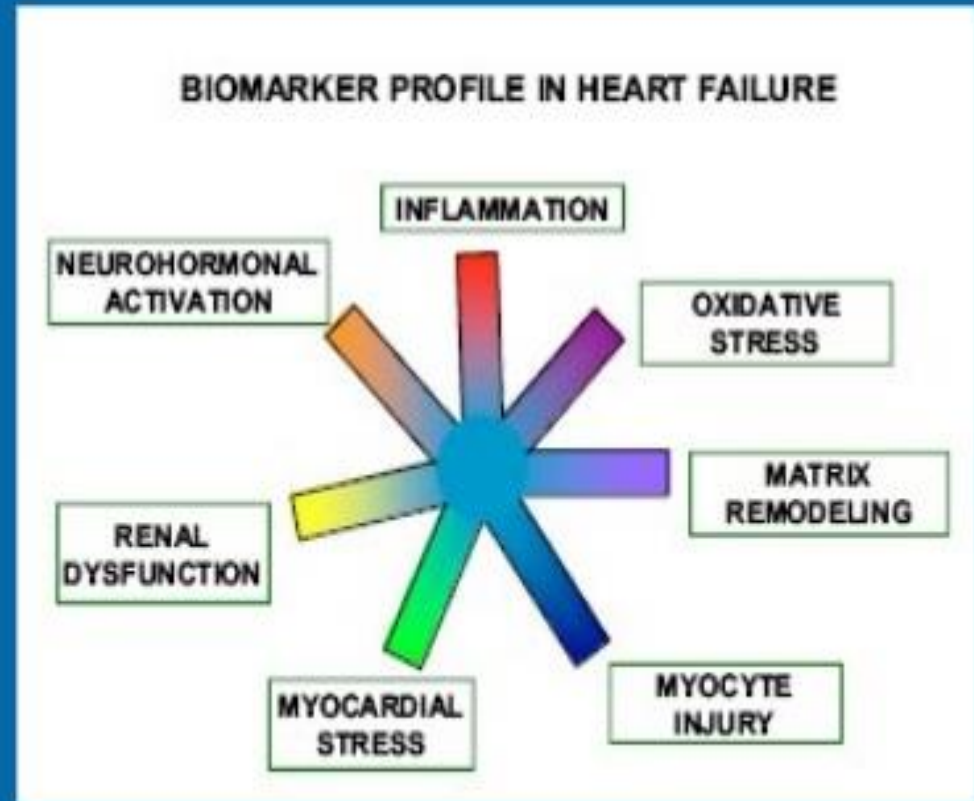 BIOMARKER PROFILE IN HEART FAILURE
INFLAMMATION
NEUROHORMONAL
ACTIVATION
OXIDATIVE
STRESS
MATRIX
REMODELING
RENAL
DYSFUNCTION
MYOCARDIAL
STRESS
MYOCYTE
INJURY